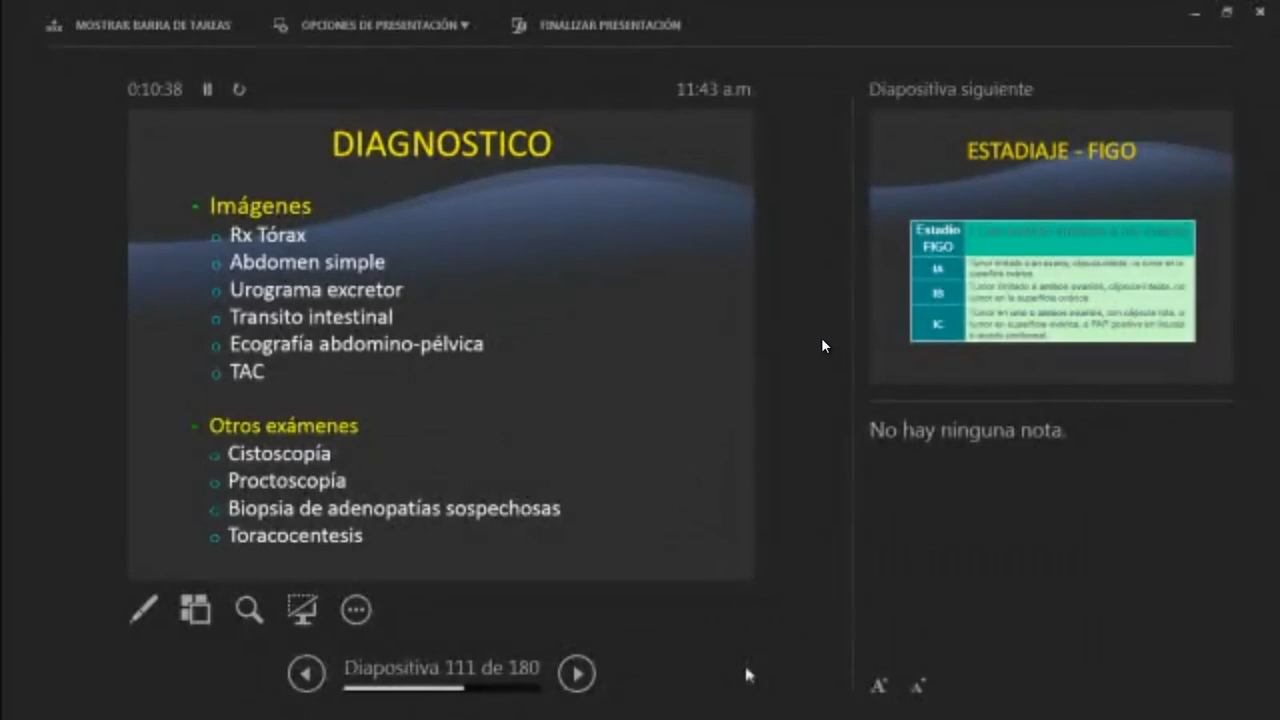 MOSTRAR BARRA DE TAREAS
OPCIONES DE PRESENTACIÓN
FINALIZAR PRESENTACIÓN
0:10:38
11:43 a.m
DIAGNOSTICO
- Imágenes
o Rx Tórax
o Abdomen simple
o Urograma excretor
o Transito intestinal
o Ecografía abdomino-pélvica
o TAC
- Otros exámenes
o Cistoscopía
o Proctoscopía
o Biopsia de adenopatías sospechosas
o Toracocentesis
Diapositiva 111 de 180
Diapositiva siguiente
ESTADIAJE - FIGO
Estadio
FIGO
IA
IB
IC
No hay ninguna nota.